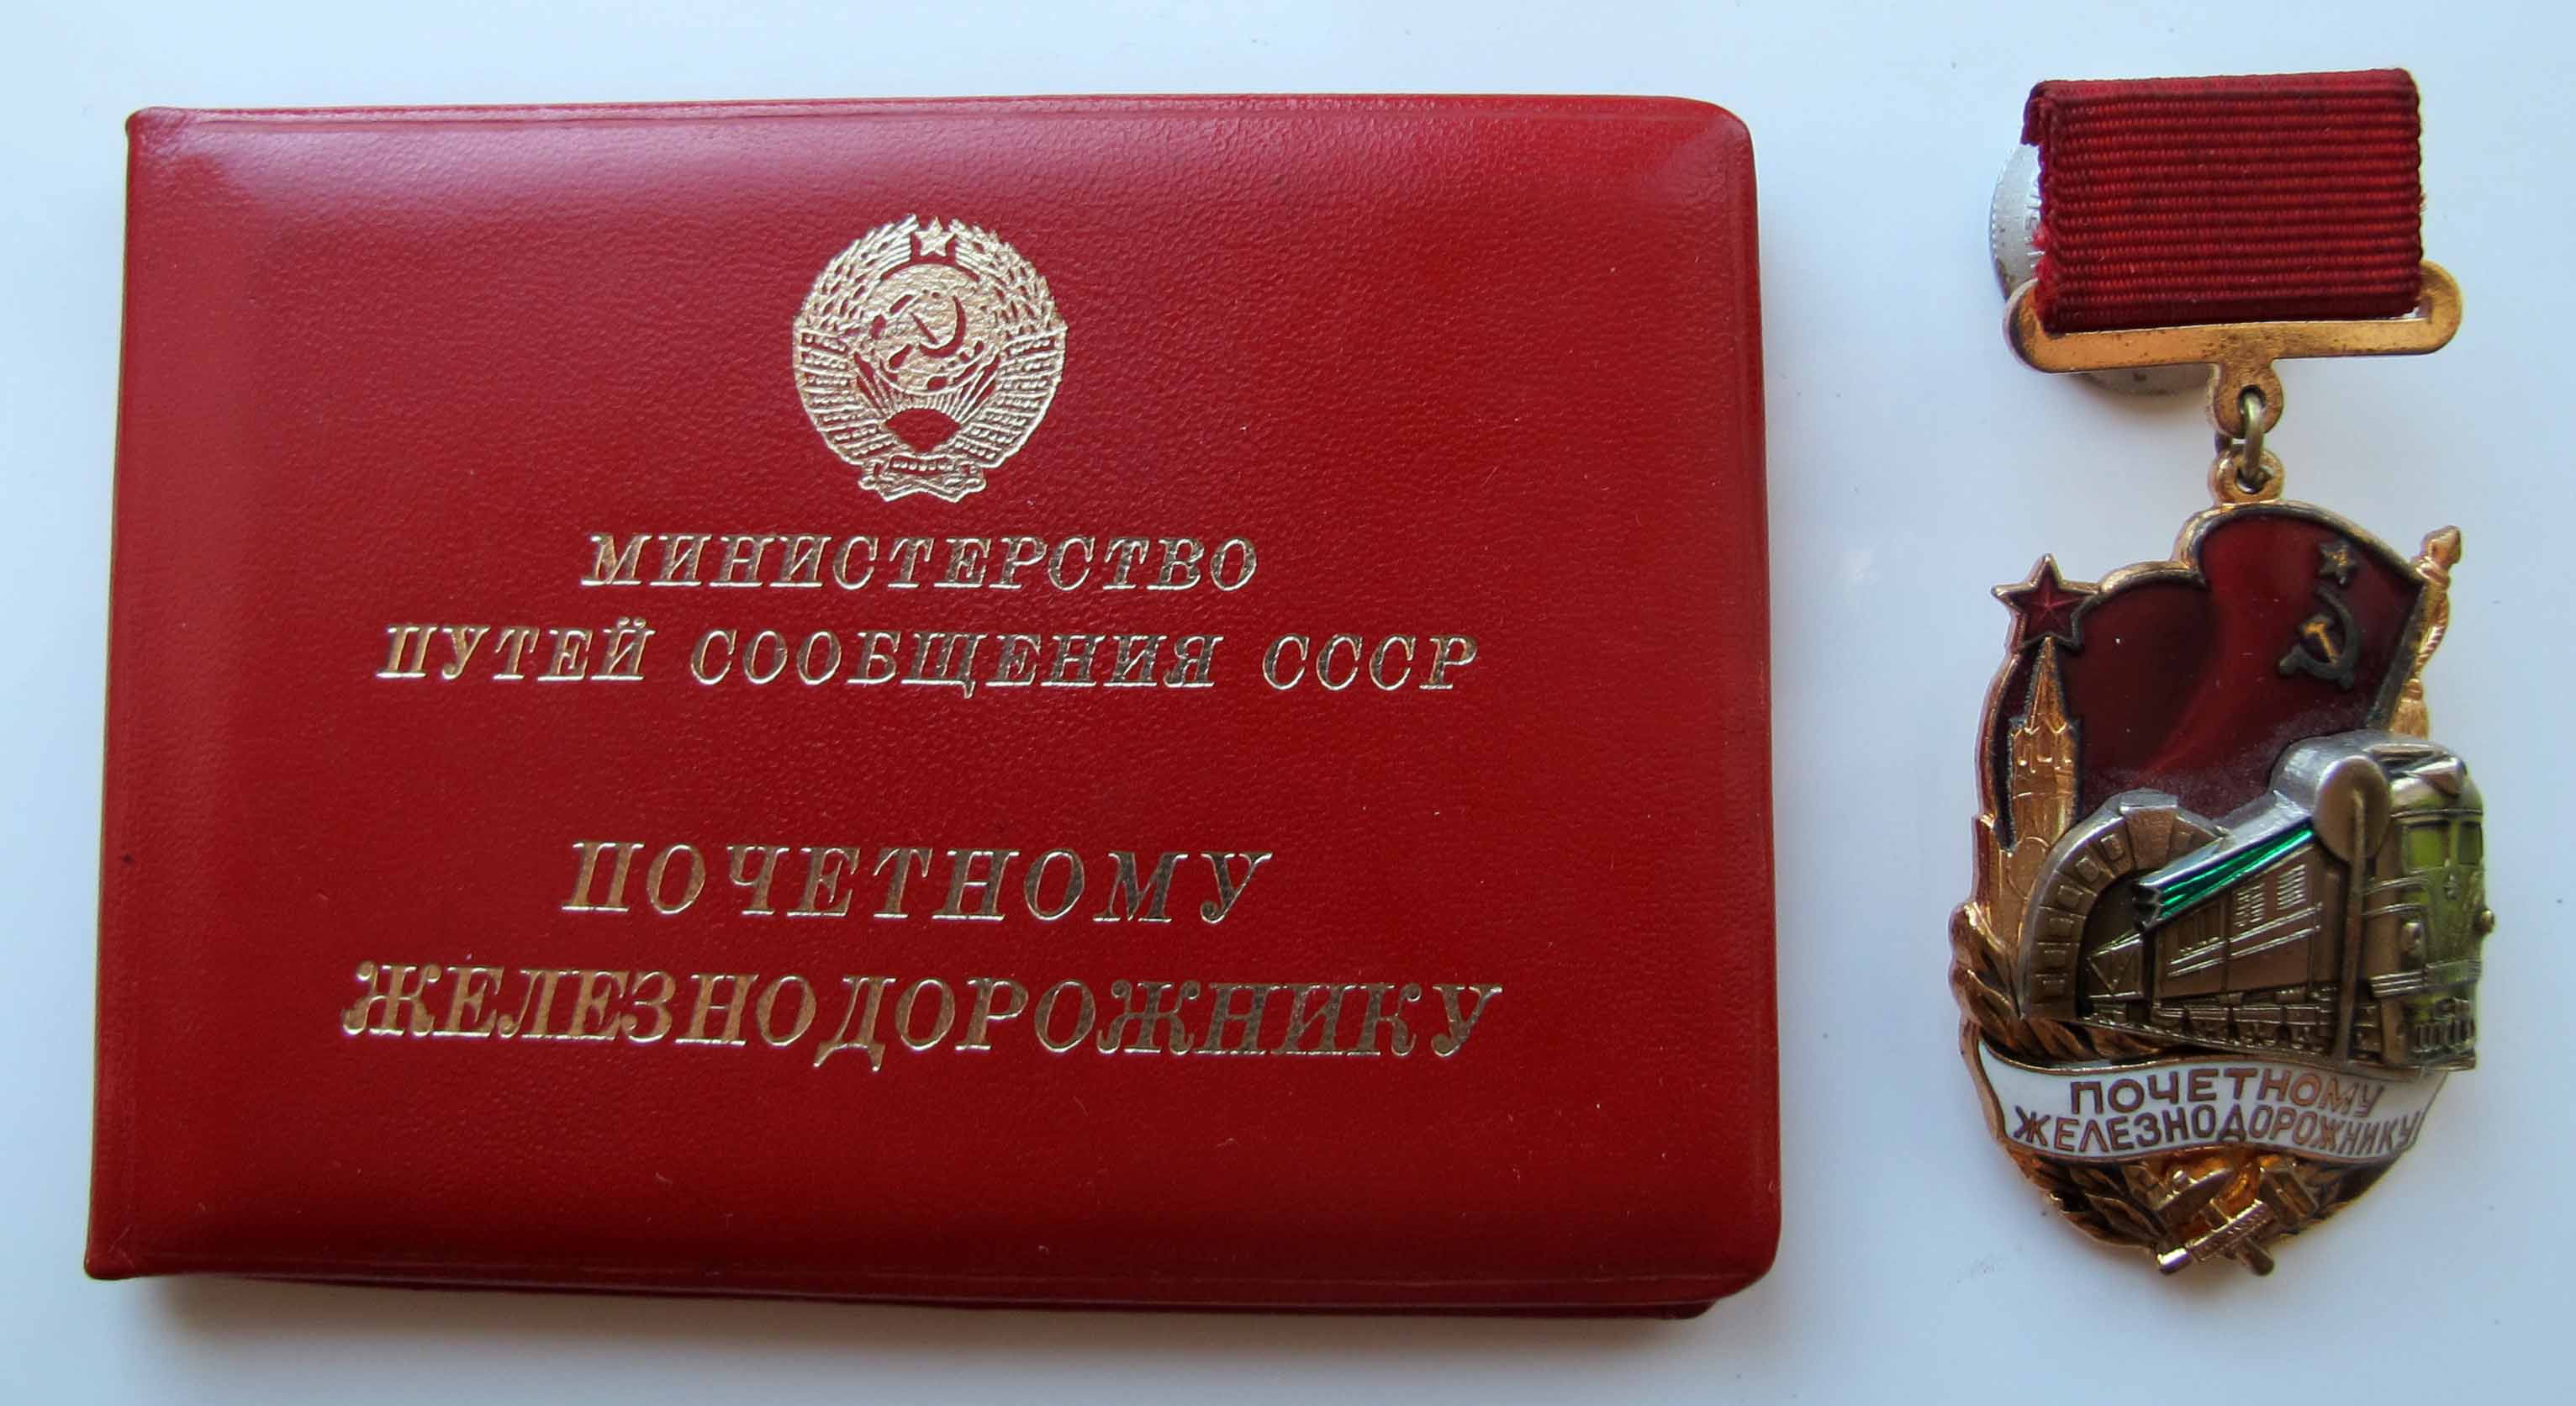 МИНИСТЕРСТВО
ПУТЕЙ СООБЩЕНИЯ СССР
ПОЧЕТНОМУ
ЖЕЛЕЗНОДОРОЖНИКУ
ПОЧЕТНОМУ
ЖЕЛЕЗНОДОРОЖНИКУ